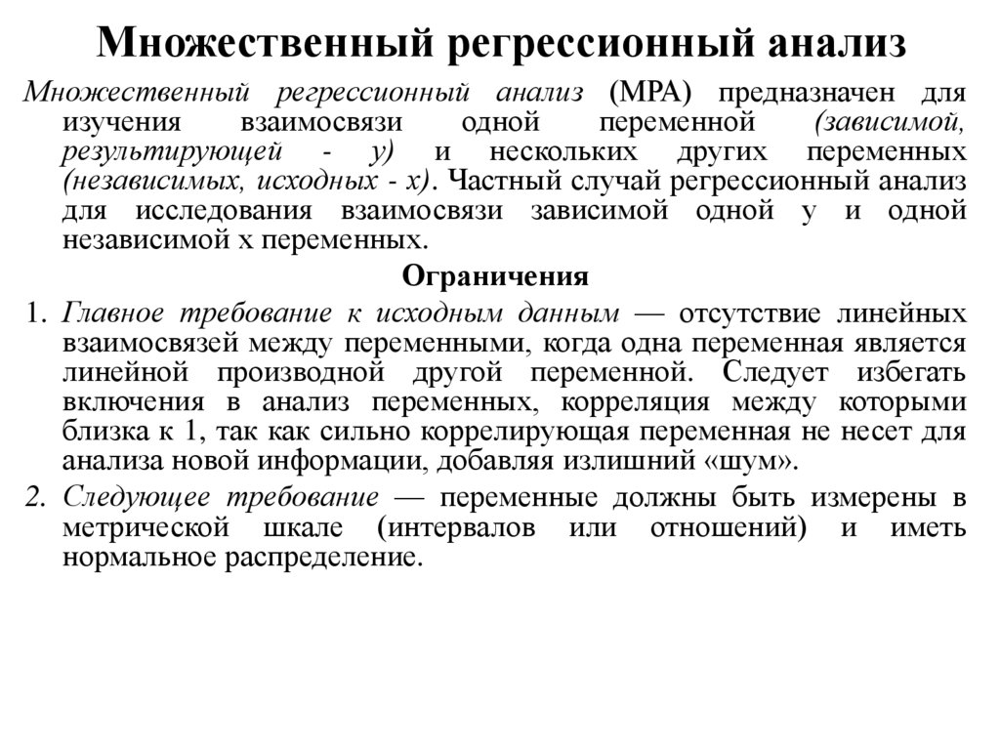 Множественный регрессионный анализ
Множественный регрессионный анализ (МРА) предназначен для
изучения взаимосвязи одной переменной (зависимой,
результирующей - y) и нескольких других переменных
(независимых, исходных - x). Частный случай регрессионный анализ
для исследования взаимосвязи зависимой одной y и одной
независимой x переменных.
Ограничения
1. Главное требование к исходным данным — отсутствие линейных
взаимосвязей между переменными, когда одна переменная является
линейной производной другой переменной. Следует избегать
включения в анализ переменных, корреляция между которыми
близка к 1, так как сильно коррелирующая переменная не несет для
анализа новой информации, добавляя излишний «шум».
2. Следующее требование — переменные должны быть измерены в
метрической шкале (интервалов или отношений) и иметь
нормальное распределение.